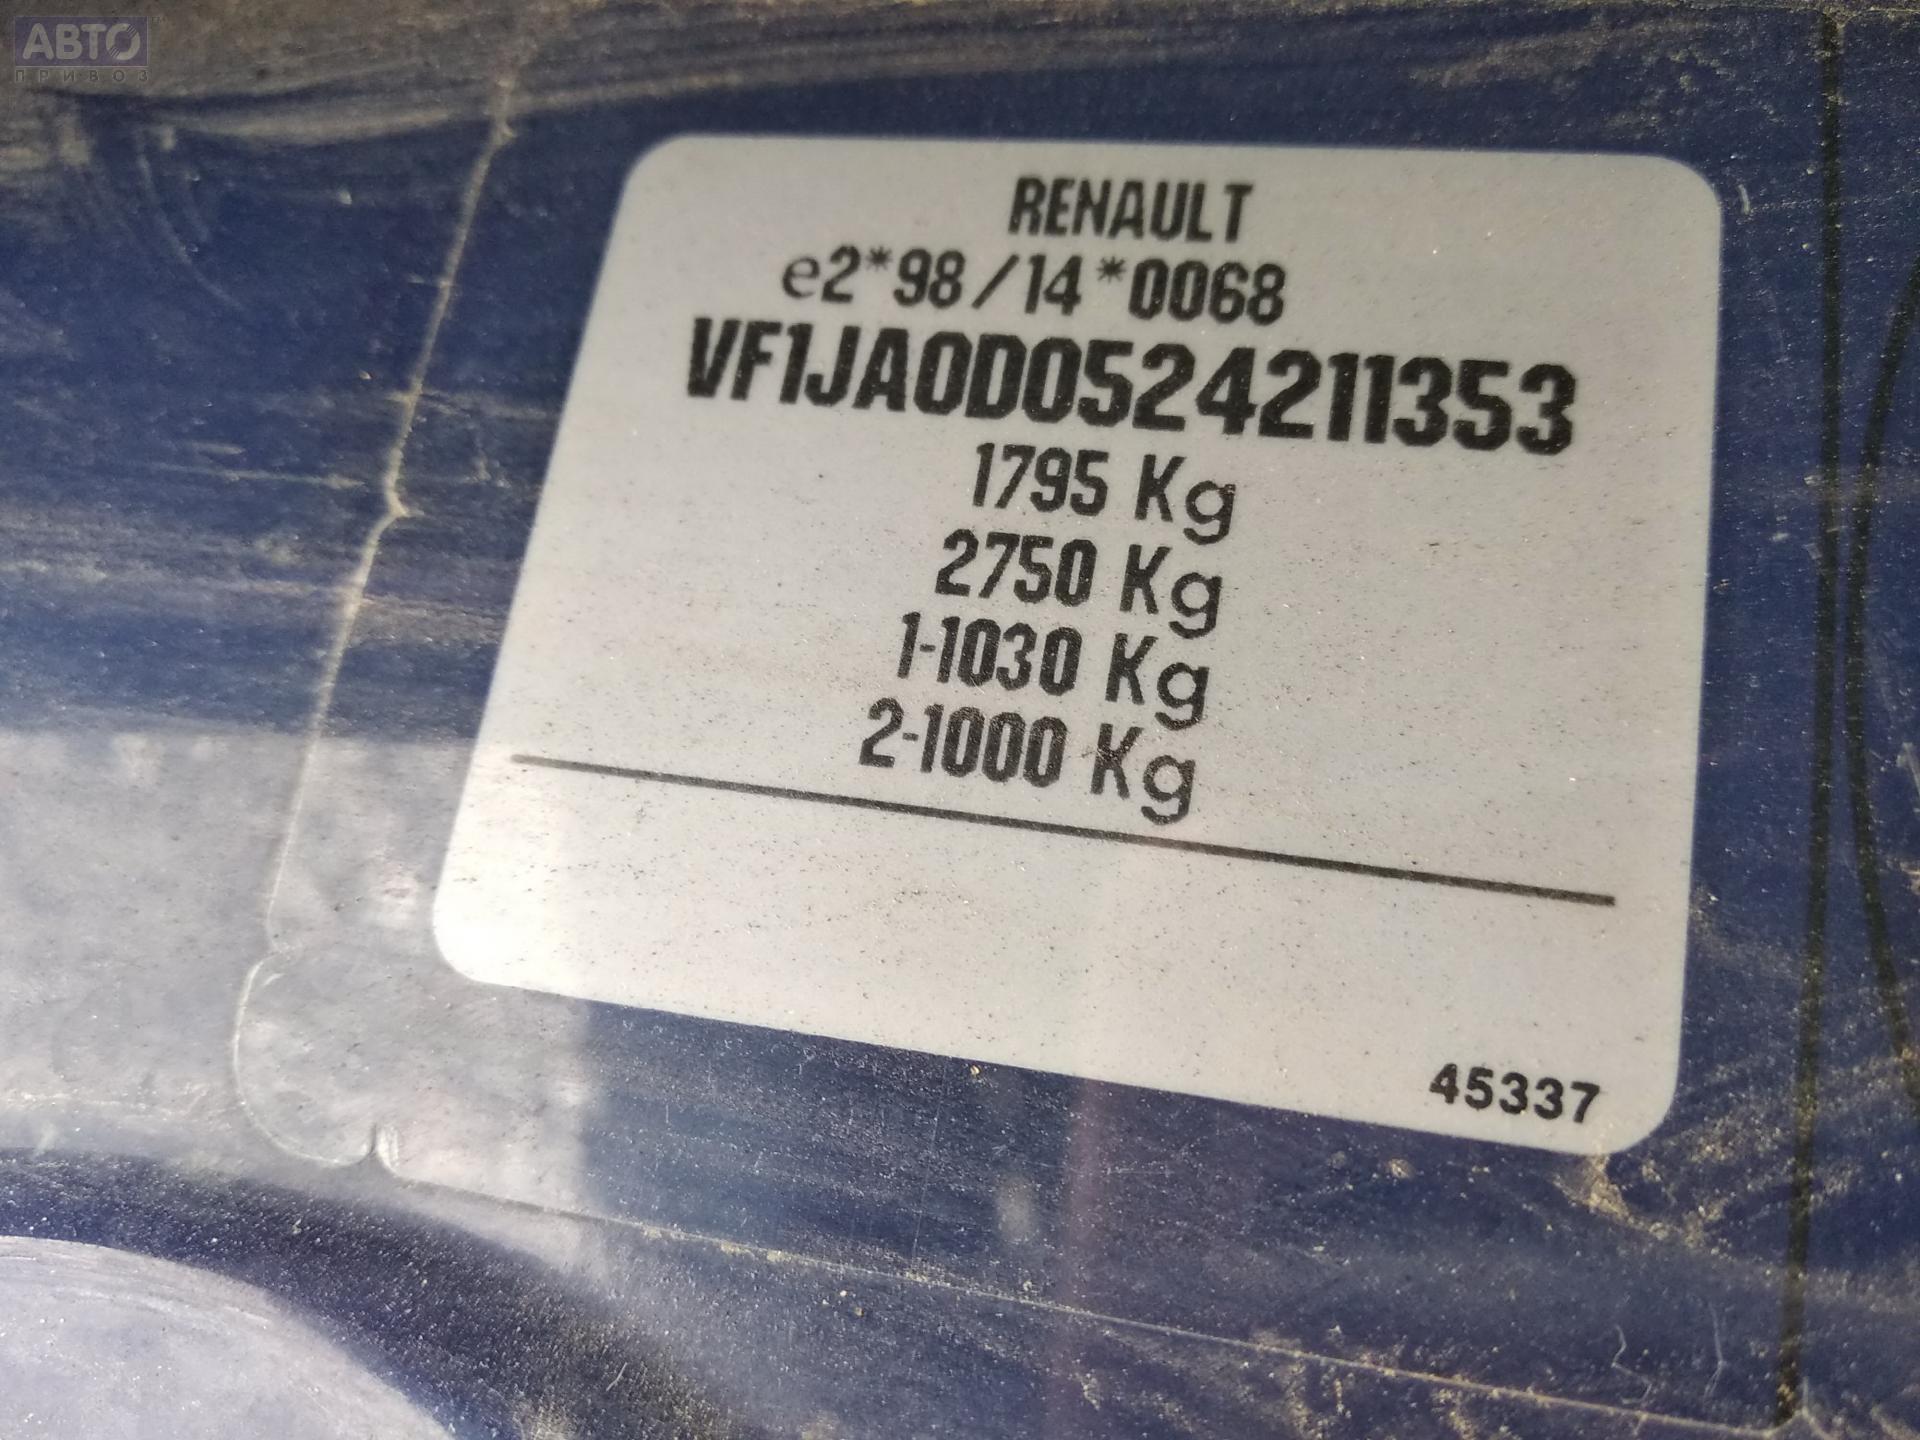 АВТО
ПРИВОЗ
RENAULT
e2*98/14*0068
VF1JA0D0524211353
1795 Kg
2750 Kg
1-1030 Kg
2-1000 Kg
45337